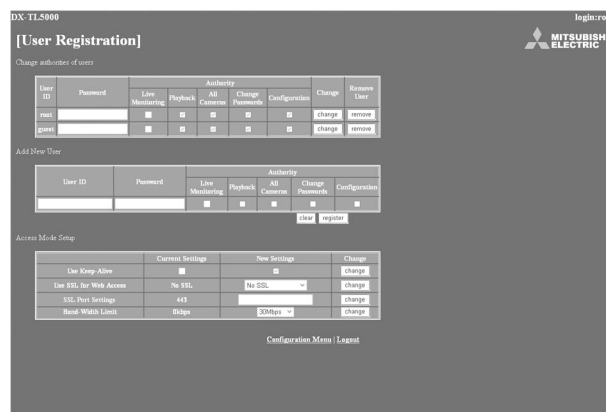 DX-TL5000 login:ro
[User Registration]
MITSUBISH
ELECTRIC
Change authorities of users
User ID Password Authority Change Remove User
Live Monitoring Playback All Cameras Change Passwords Configuration
root change remove
guest change remove
Add New User
User ID Password Authority
Live Monitoring Playback All Cameras Change Passwords Configuration
clear register
Access Mode Setup
Current Settings New Settings Change
Use Keep-Alive change
Use SSL for Web Access No SSL No SSL change
SSL Port Settings 443 change
Band-Width Limit 0kbps 30Mbps change
Configuration Menu | Logout